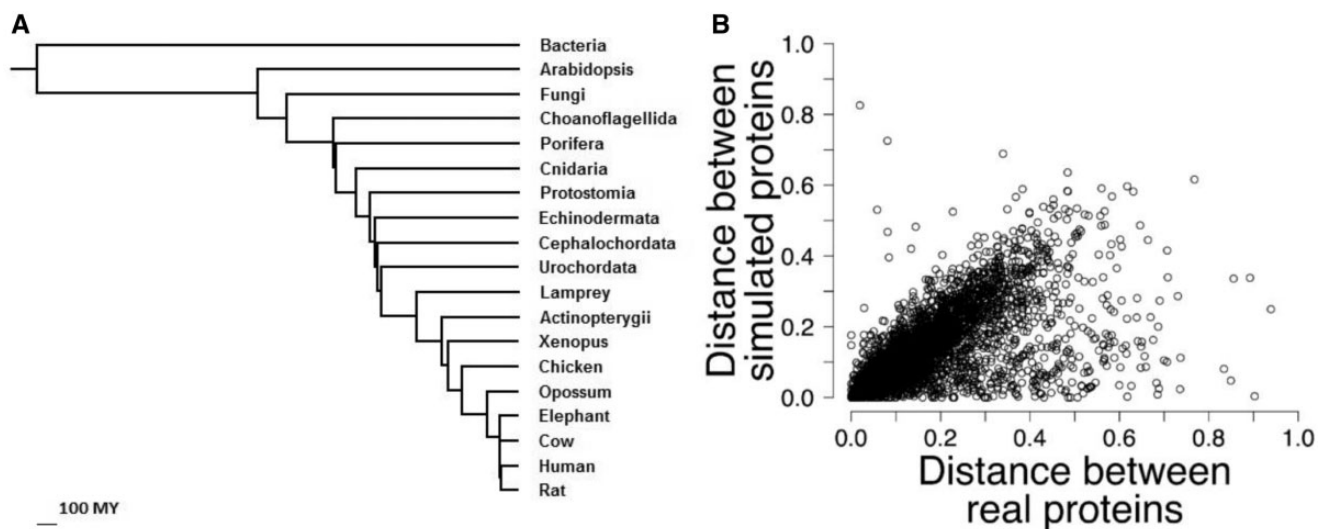 A
Bacteria
Arabidopsis
Fungi
Choanoflagellida
Porifera
Cnidaria
Protostomia
Echinodermata
Cephalochordata
Urochordata
Lamprey
Actinopterygii
Xenopus
Chicken
Opossum
Elephant
Cow
Human
Rat
100 MY
B
Distance between
simulated proteins
1.0
0.8
0.6
0.4
0.2
0.0
0.0 0.2 0.4 0.6 0.8 1.0
Distance between
real proteins